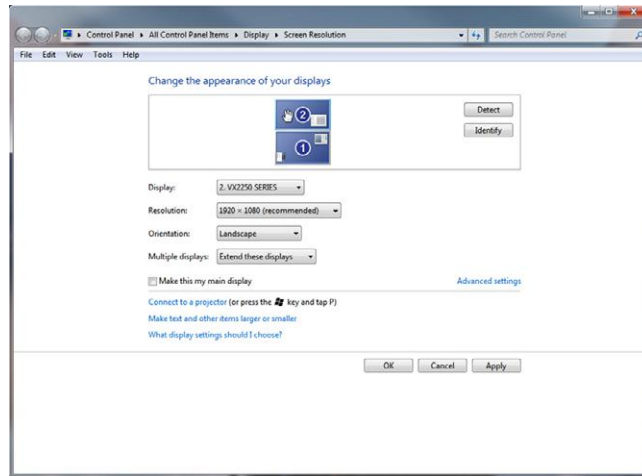 Control Panel ▸ All Control Panel Items ▸ Display ▸ Screen Resolution
Search Control Panel
File Edit View Tools Help
Change the appearance of your displays
2
1
Detect
Identify
Display: 2. VX2250 SERIES
Resolution: 1920 × 1080 (recommended)
Orientation: Landscape
Multiple displays: Extend these displays
Make this my main display
Advanced settings
Connect to a projector (or press the key and tap P)
Make text and other items larger or smaller
What display settings should I choose?
OK Cancel Apply